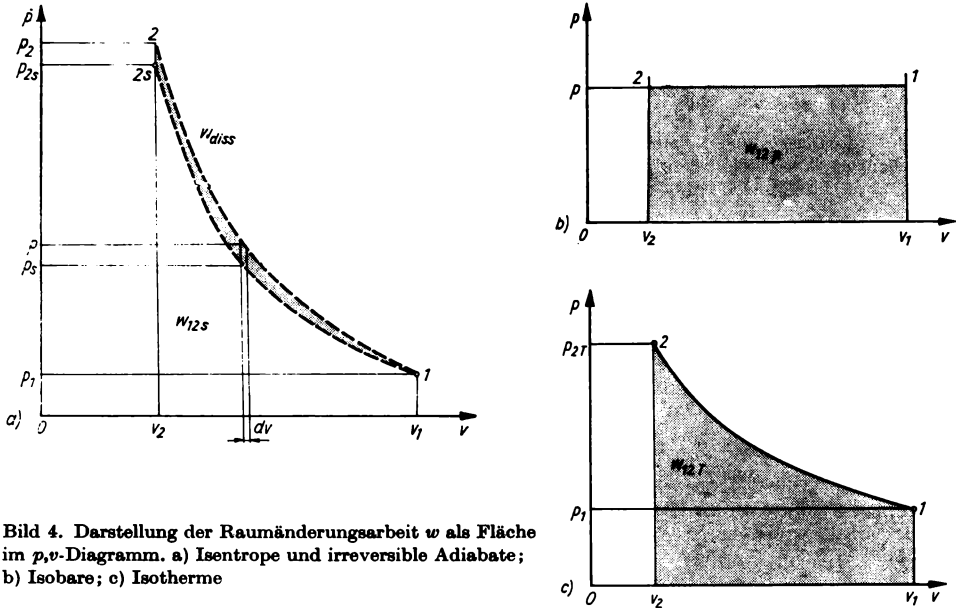 p
p2
p2s
2
2s
wdiss
p
ps
w12s
p1
1
a)
0
v2
dv
v1
v
p
p
2
1
w12p
b)
0
v2
v1
v
p
p2T
2
w12T
p1
1
c)
0
v2
v1
v
Bild 4. Darstellung der Raumänderungsarbeit w als Fläche
im p,v-Diagramm. a) Isentrope und irreversible Adiabate;
b) Isobare; c) Isotherme